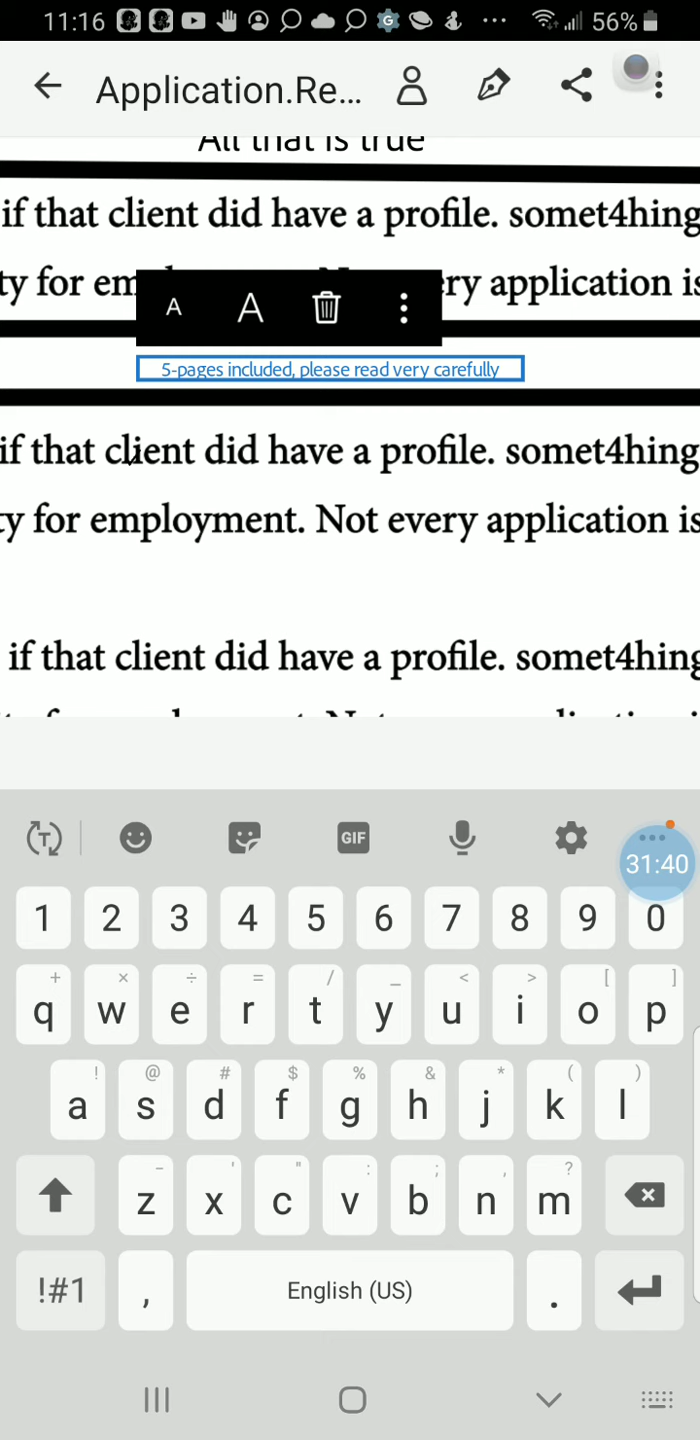 11:16 56%
Application.Re...
All that is true
if that client did have a profile. somet4hing
ty for em ery application is
A A
5-pages included, please read very carefully
if that client did have a profile. somet4hing
ty for employment. Not every application is
if that client did have a profile. somet4hing
T GIF
31:40
1 2 3 4 5 6 7 8 9 0
+ × ÷ = / _ < > [ ]
q w e r t y u i o p
! @ # $ % & * ( )
a s d f g h j k l
- ' " : ; , ?
z x c v b n m
!#1 , English (US) .